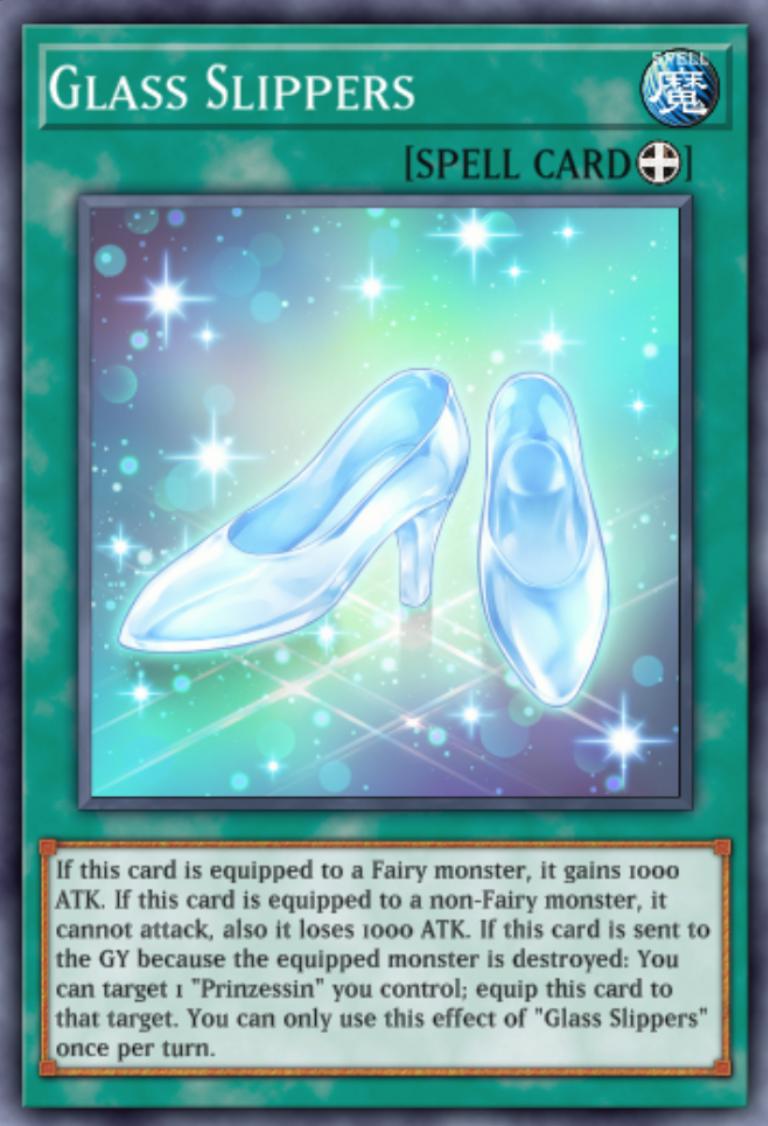 GLASS SLIPPERS
SPELL
魔
[SPELL CARD]
If this card is equipped to a Fairy monster, it gains 1000
ATK. If this card is equipped to a non-Fairy monster, it
cannot attack, also it loses 1000 ATK. If this card is sent to
the GY because the equipped monster is destroyed: You
can target 1 "Prinzessin" you control; equip this card to
that target. You can only use this effect of "Glass Slippers"
once per turn.